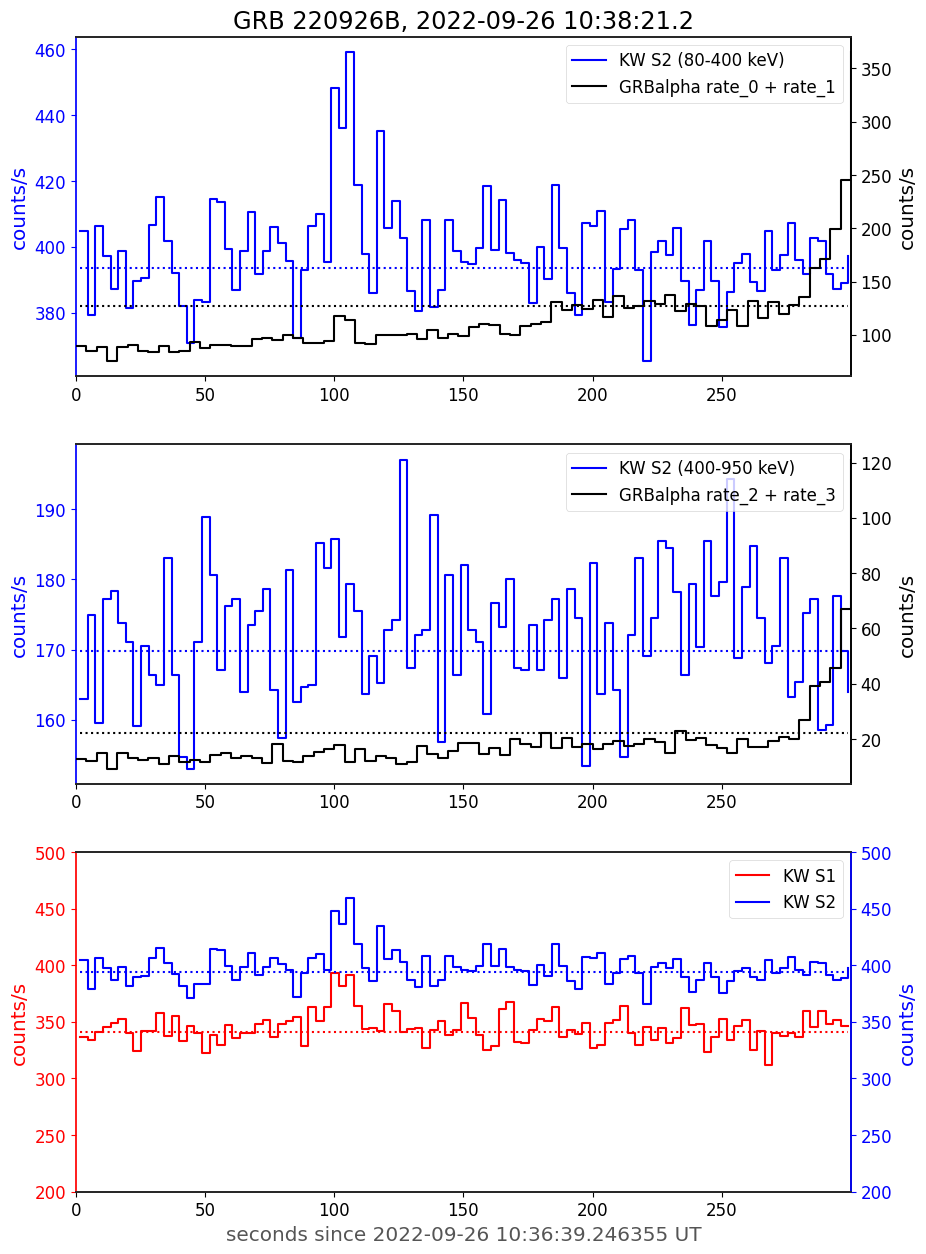 GRB 220926B, 2022-09-26 10:38:21.2
KW S2 (80-400 keV)
GRBalpha rate_0 + rate_1
460
440
420
400
380
counts/s
350
300
250
200
150
100
counts/s
0 50 100 150 200 250
KW S2 (400-950 keV)
GRBalpha rate_2 + rate_3
190
180
170
160
counts/s
120
100
80
60
40
20
counts/s
0 50 100 150 200 250
KW S1
KW S2
500
450
400
350
300
250
200
counts/s
500
450
400
350
300
250
200
counts/s
0 50 100 150 200 250
seconds since 2022-09-26 10:36:39.246355 UT